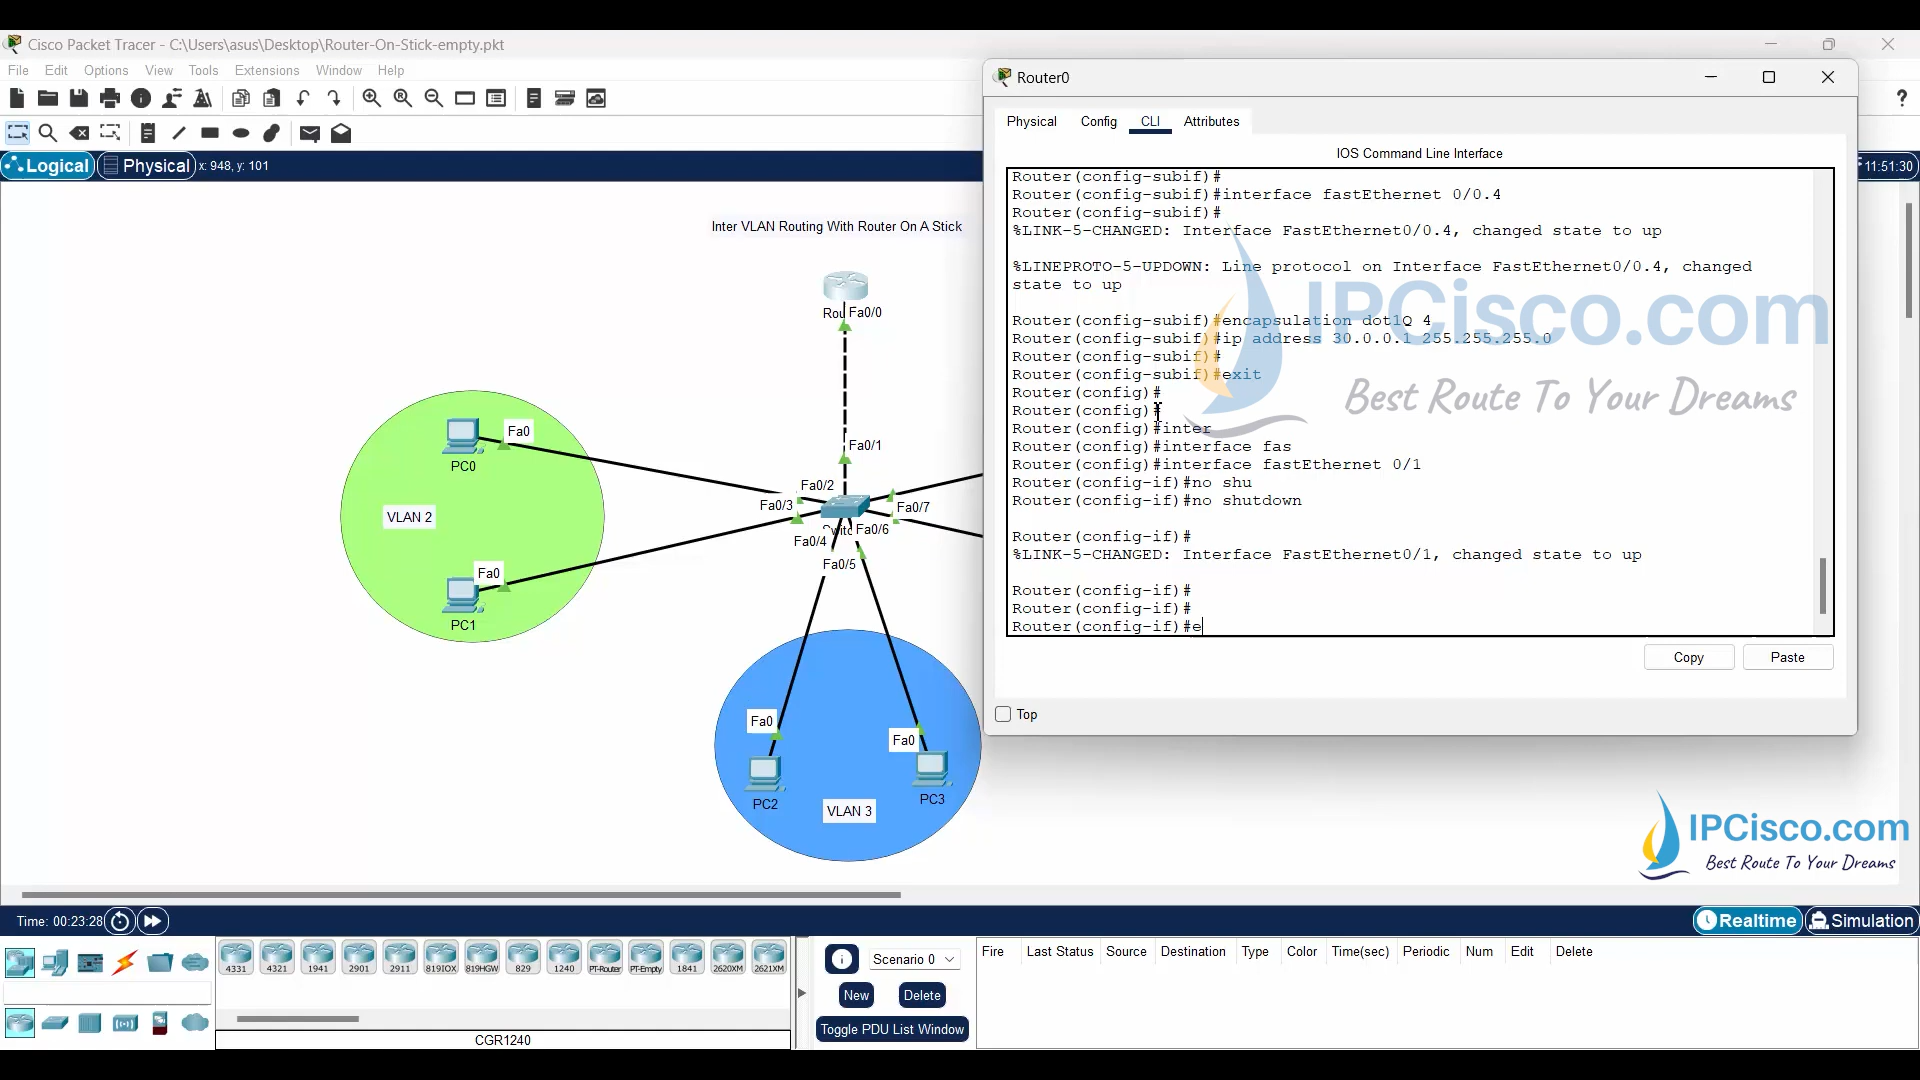 Cisco Packet Tracer - C:\Users\asus\Desktop\Router-On-Stick-empty.pkt
File Edit Options View Tools Extensions Window Help
Logical Physical x: 948, y: 101
11:51:30
Inter VLAN Routing With Router On A Stick
Rou Fa0/0
Fa0/1
Fa0
PC0
VLAN 2
Fa0
PC1
Fa0/2
Fa0/3
Fa0/7
Fa0/6
Fa0/4
Fa0/5
Fa0
PC2
Fa0
PC3
VLAN 3
Router0
Physical Config CLI Attributes
IOS Command Line Interface
Router(config-subif)#
Router(config-subif)#interface fastEthernet 0/0.4
Router(config-subif)#
%LINK-5-CHANGED: Interface FastEthernet0/0.4, changed state to up
%LINEPROTO-5-UPDOWN: Line protocol on Interface FastEthernet0/0.4, changed
state to up
Router(config-subif)#encapsulation dot1Q 4
Router(config-subif)#ip address 30.0.0.1 255.255.255.0
Router(config-subif)#
Router(config-subif)#exit
Router(config)#
Router(config)#
Router(config)#inter
Router(config)#interface fas
Router(config)#interface fastEthernet 0/1
Router(config-if)#no shu
Router(config-if)#no shutdown
Router(config-if)#
%LINK-5-CHANGED: Interface FastEthernet0/1, changed state to up
Router(config-if)#
Router(config-if)#
Router(config-if)#e
IPCisco.com
Best Route To Your Dreams
Copy Paste
Top
IPCisco.com
Best Route To Your Dreams
Time: 00:23:28
Realtime Simulation
4331 4321 1941 2901 2911 819IOX 819HGW 829 1240 PT-Router PT-Empty 1841 2620XM 2621XM
CGR1240
Scenario 0
New Delete
Toggle PDU List Window
Fire Last Status Source Destination Type Color Time(sec) Periodic Num Edit Delete